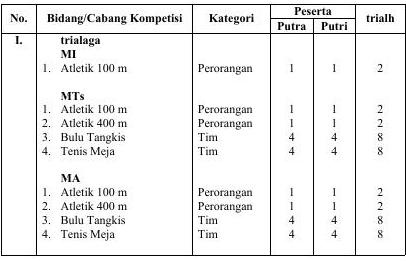 No. Bidang/Cabang Kompetisi Kategori Peserta trialh
Putra Putri
I. trialaga
MI
1. Atletik 100 m Perorangan 1 1 2
MTs
1. Atletik 100 m Perorangan 1 1 2
2. Atletik 400 m Perorangan 1 1 2
3. Bulu Tangkis Tim 4 4 8
4. Tenis Meja Tim 4 4 8
MA
1. Atletik 100 m Perorangan 1 1 2
2. Atletik 400 m Perorangan 1 1 2
3. Bulu Tangkis Tim 4 4 8
4. Tenis Meja Tim 4 4 8